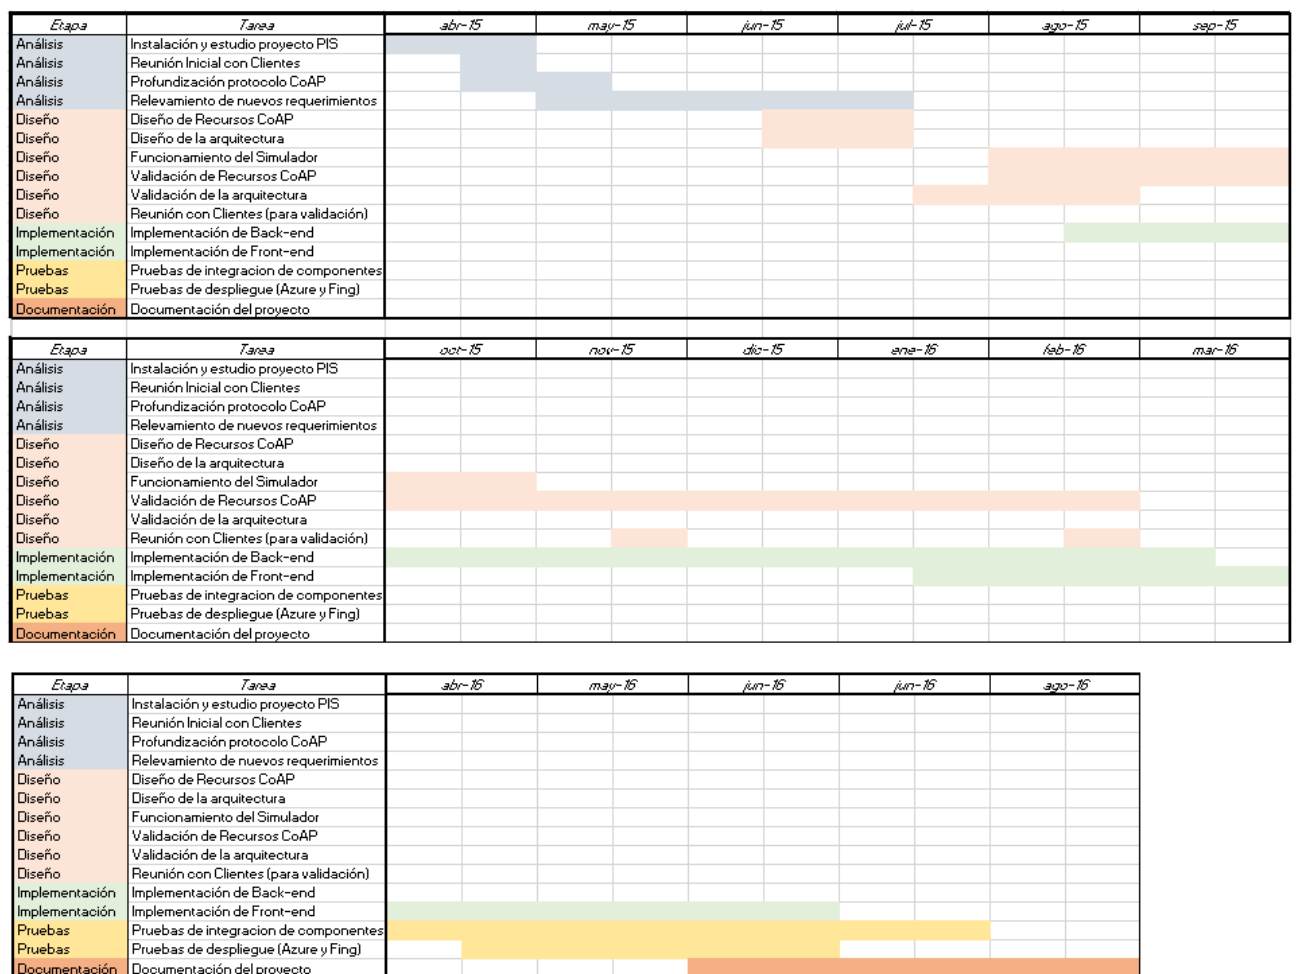 Etapa Tarea abr-15 may-15 jun-15 jul-15 ago-15 sep-15
Análisis Instalación y estudio proyecto PIS
Análisis Reunión Inicial con Clientes
Análisis Profundización protocolo CoAP
Análisis Relevamiento de nuevos requerimientos
Diseño Diseño de Recursos CoAP
Diseño Diseño de la arquitectura
Diseño Funcionamiento del Simulador
Diseño Validación de Recursos CoAP
Diseño Validación de la arquitectura
Diseño Reunión con Clientes (para validación)
Implementación Implementación de Back-end
Implementación Implementación de Front-end
Pruebas Pruebas de integracion de componentes
Pruebas Pruebas de despliegue (Azure y Fing)
Documentación Documentación del proyecto
Etapa Tarea oct-15 nov-15 dic-15 ene-16 feb-16 mar-16
Análisis Instalación y estudio proyecto PIS
Análisis Reunión Inicial con Clientes
Análisis Profundización protocolo CoAP
Análisis Relevamiento de nuevos requerimientos
Diseño Diseño de Recursos CoAP
Diseño Diseño de la arquitectura
Diseño Funcionamiento del Simulador
Diseño Validación de Recursos CoAP
Diseño Validación de la arquitectura
Diseño Reunión con Clientes (para validación)
Implementación Implementación de Back-end
Implementación Implementación de Front-end
Pruebas Pruebas de integracion de componentes
Pruebas Pruebas de despliegue (Azure y Fing)
Documentación Documentación del proyecto
Etapa Tarea abr-16 may-16 jun-16 jun-16 ago-16
Análisis Instalación y estudio proyecto PIS
Análisis Reunión Inicial con Clientes
Análisis Profundización protocolo CoAP
Análisis Relevamiento de nuevos requerimientos
Diseño Diseño de Recursos CoAP
Diseño Diseño de la arquitectura
Diseño Funcionamiento del Simulador
Diseño Validación de Recursos CoAP
Diseño Validación de la arquitectura
Diseño Reunión con Clientes (para validación)
Implementación Implementación de Back-end
Implementación Implementación de Front-end
Pruebas Pruebas de integracion de componentes
Pruebas Pruebas de despliegue (Azure y Fing)
Documentación Documentación del proyecto